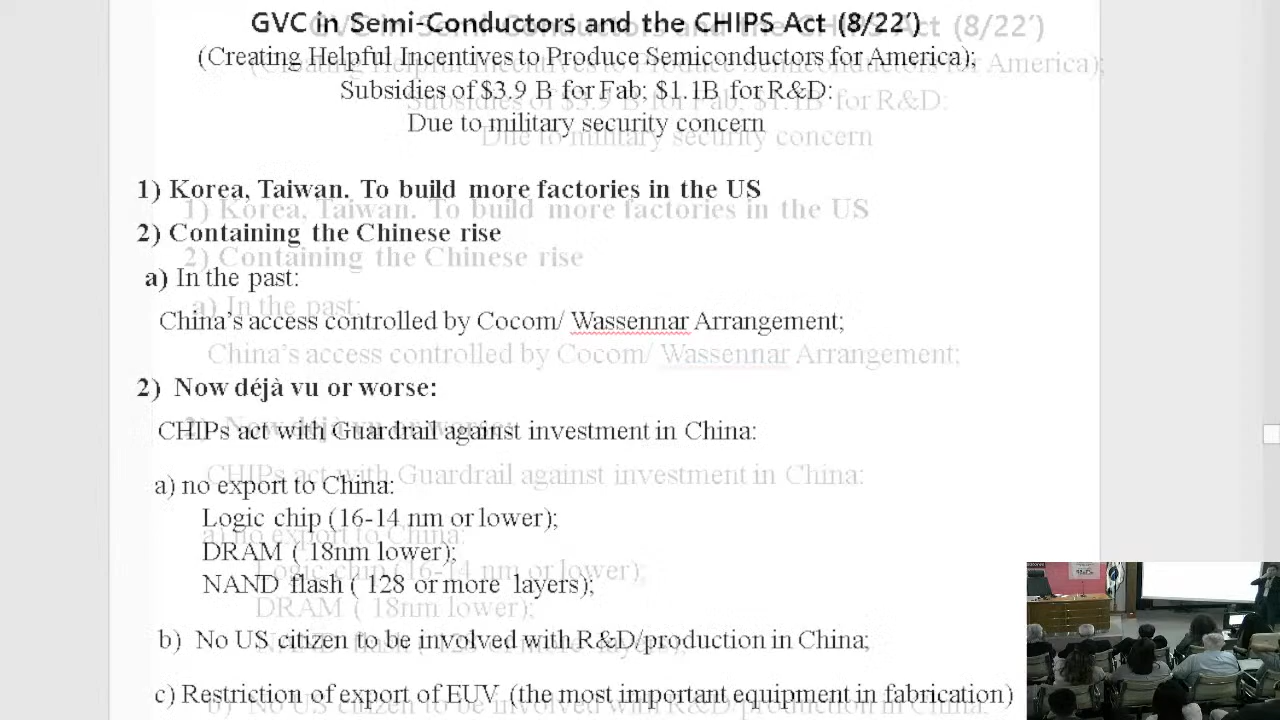 GVC in Semi-Conductors and the CHIPS Act (8/22′)
(Creating Helpful Incentives to Produce Semiconductors for America);
Subsidies of $3.9 B for Fab; $1.1B for R&D:
Due to military security concern
1) Korea, Taiwan. To build more factories in the US
2) Containing the Chinese rise
a) In the past:
China's access controlled by Cocom/ Wassennar Arrangement;
2) Now déjà vu or worse:
CHIPs act with Guardrail against investment in China:
a) no export to China:
Logic chip (16-14 nm or lower);
DRAM ( 18nm lower);
NAND flash ( 128 or more layers);
b) No US citizen to be involved with R&D/production in China;
c) Restriction of export of EUV (the most important equipment in fabrication)